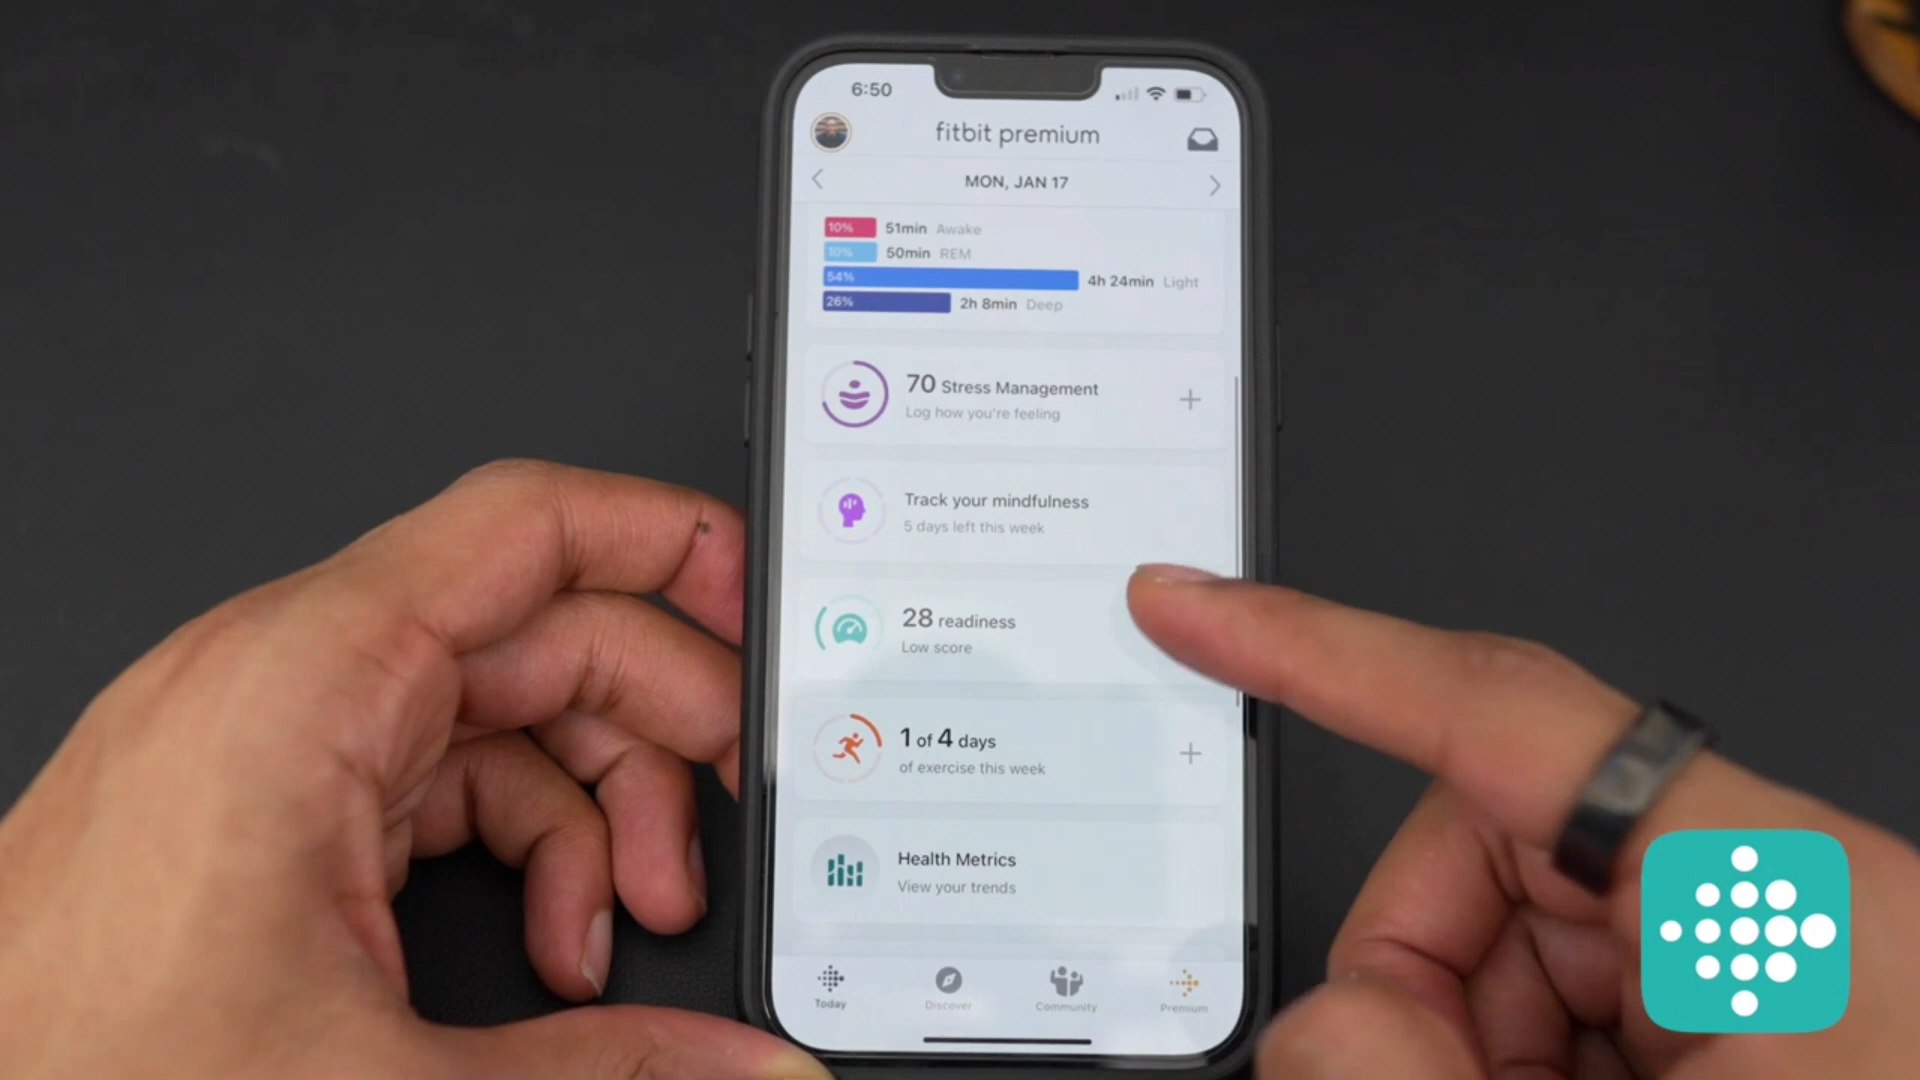 6:50
fitbit premium
MON, JAN 17
10% 51min Awake
10% 50min REM
54% 4h 24min Light
26% 2h 8min Deep
70 Stress Management
Log how you're feeling
Track your mindfulness
5 days left this week
28 readiness
Low score
1 of 4 days
of exercise this week
Health Metrics
View your trends
Today Discover Community Premium